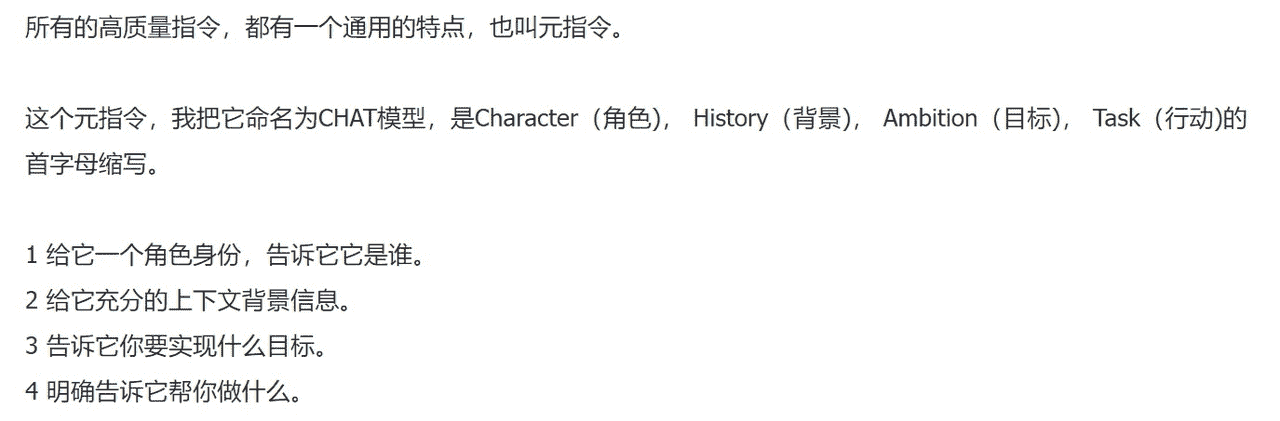 所有的高质量指令，都有一个通用的特点，也叫元指令。
这个元指令，我把它命名为CHAT模型，是Character（角色）， History（背景）， Ambition（目标）， Task（行动)的
首字母缩写。
1 给它一个角色身份，告诉它它是谁。
2 给它充分的上下文背景信息。
3 告诉它你要实现什么目标。
4 明确告诉它帮你做什么。